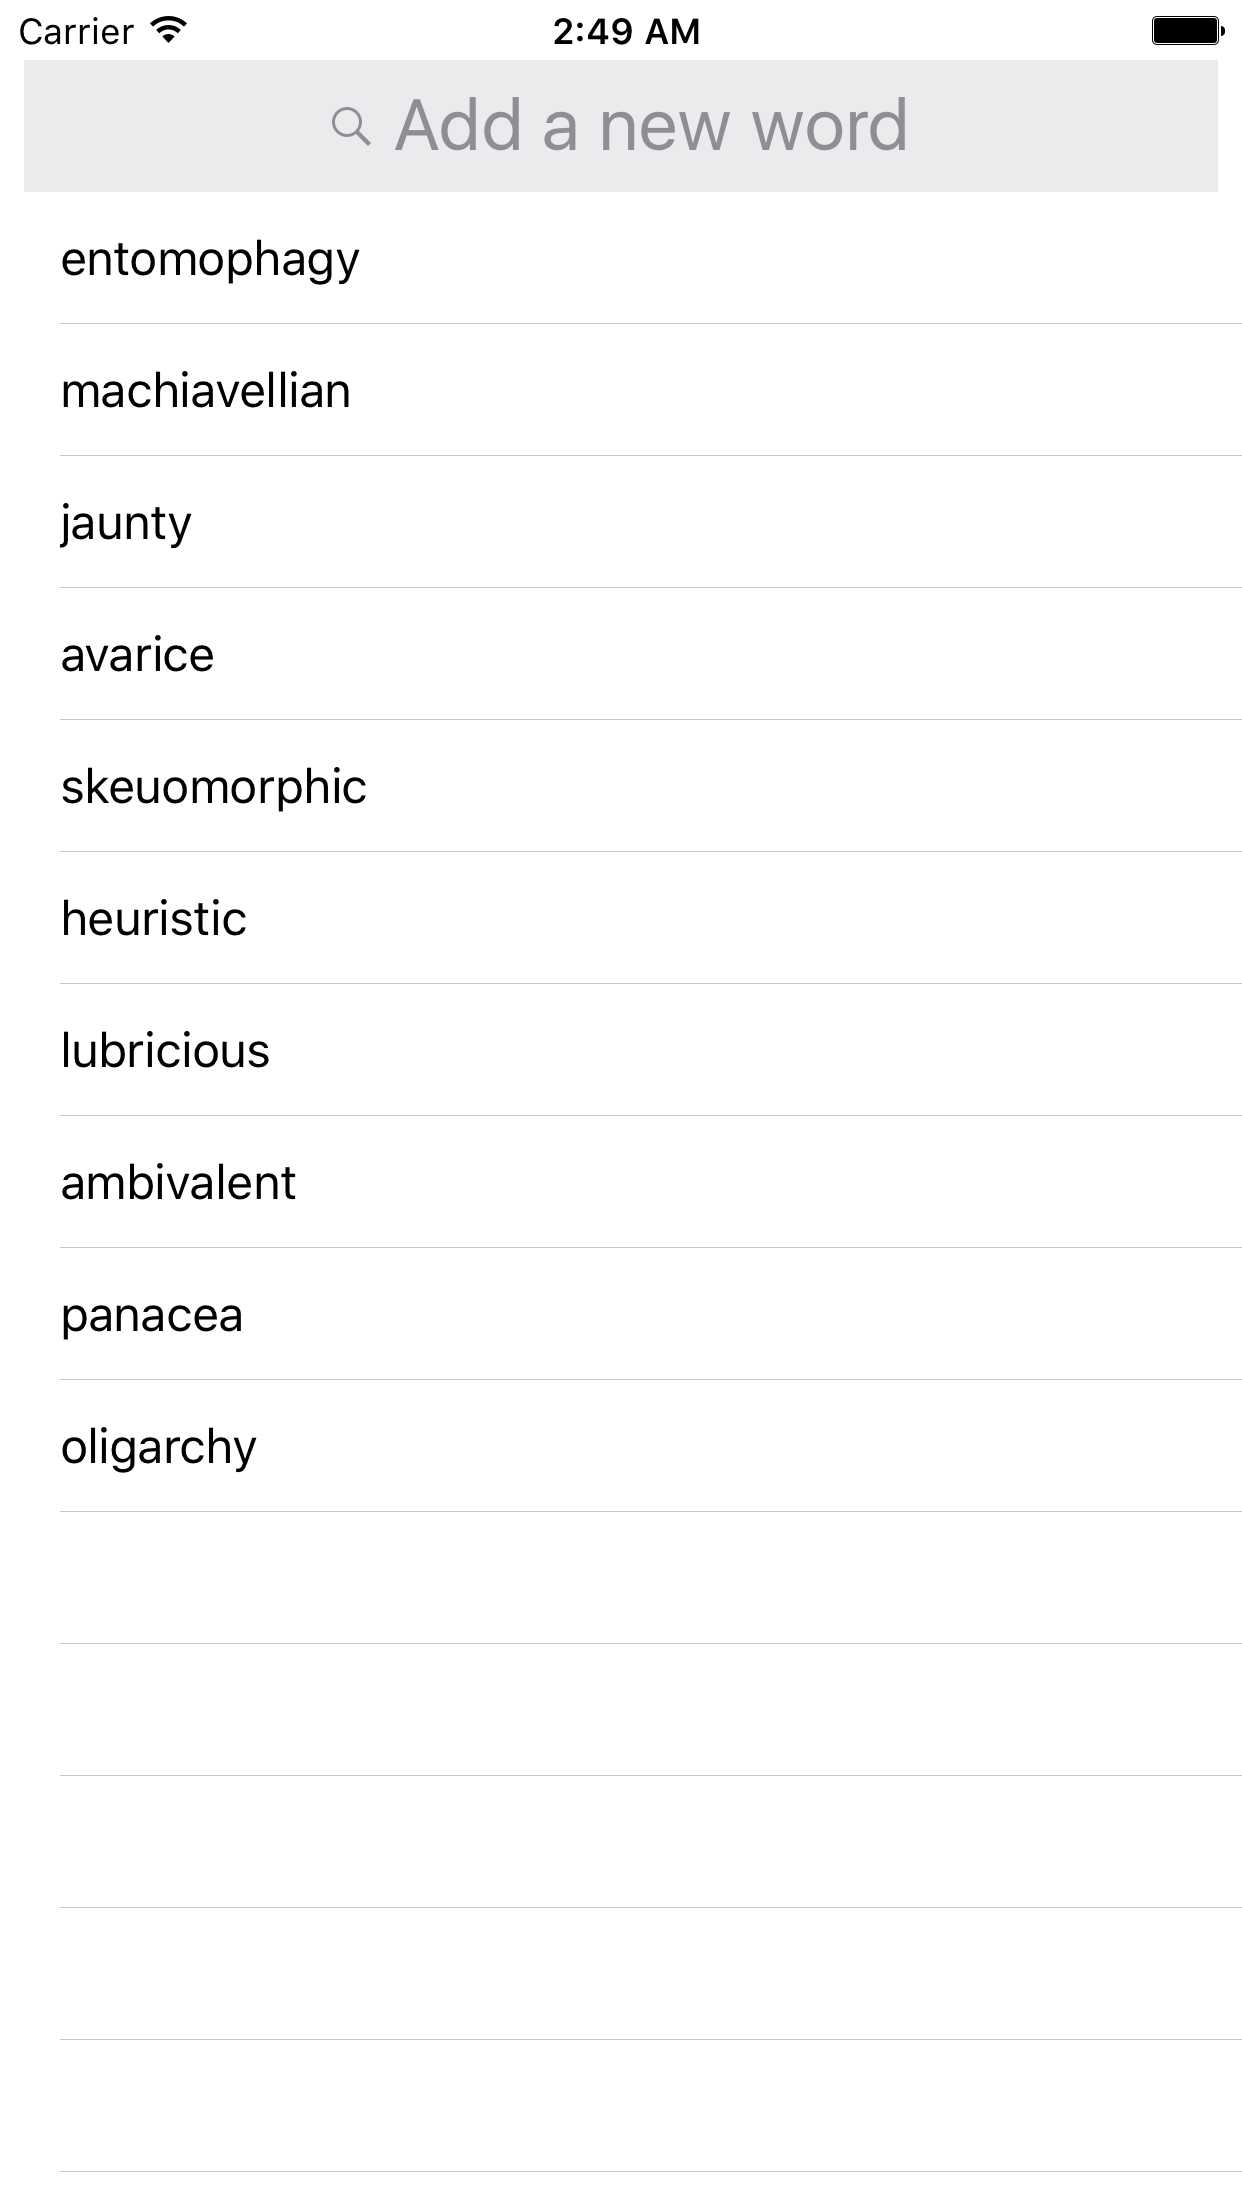 Carrier 2:49 AM
Add a new word
entomophagy
machiavellian
jaunty
avarice
skeuomorphic
heuristic
lubricious
ambivalent
panacea
oligarchy